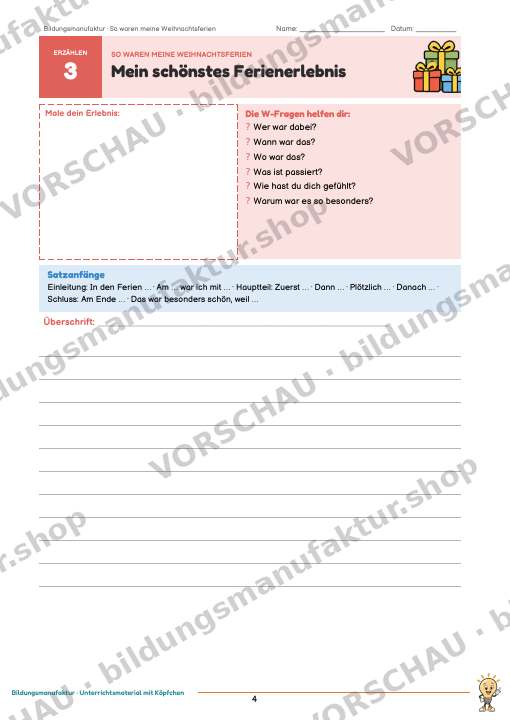 Bildungsmanufaktur · So waren meine Weihnachtsferien
Name: Datum:
ERZÄHLEN
3
SO WAREN MEINE WEIHNACHTSFERIEN
Mein schönstes Ferienerlebnis
Male dein Erlebnis:
Die W-Fragen helfen dir:
? Wer war dabei?
? Wann war das?
? Wo war das?
? Was ist passiert?
? Wie hast du dich gefühlt?
? Warum war es so besonders?
Satzanfänge
Einleitung: In den Ferien ... · Am ... war ich mit ... · Hauptteil: Zuerst ... · Dann ... · Plötzlich ... · Danach ... ·
Schluss: Am Ende ... · Das war besonders schön, weil ...
Überschrift:
VORSCHAU · bildungsmanufaktur.shop
Bildungsmanufaktur · Unterrichtsmaterial mit Köpfchen
4